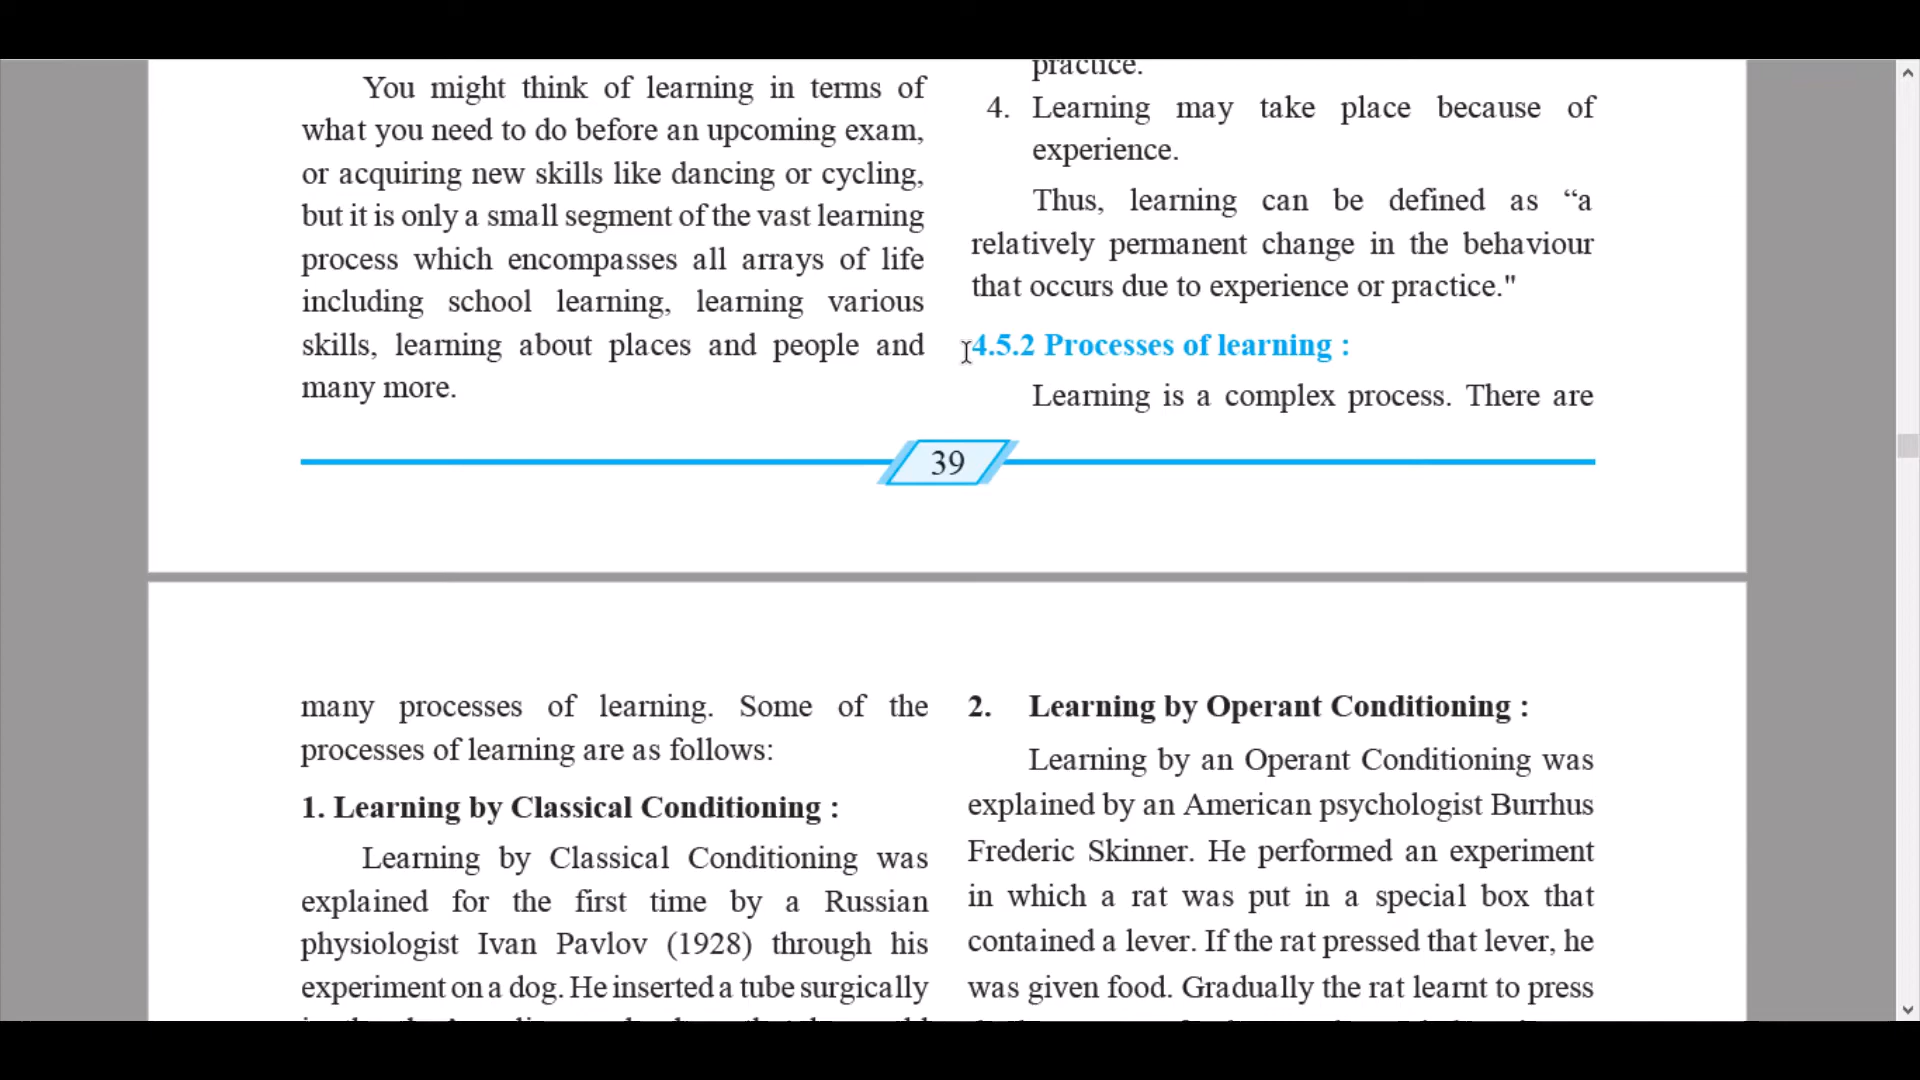 You might think of learning in terms of
what you need to do before an upcoming exam,
or acquiring new skills like dancing or cycling,
but it is only a small segment of the vast learning
process which encompasses all arrays of life
including school learning, learning various
skills, learning about places and people and
many more.
practice.
4. Learning may take place because of
experience.
Thus, learning can be defined as “a
relatively permanent change in the behaviour
that occurs due to experience or practice."
4.5.2 Processes of learning :
Learning is a complex process. There are
39
many processes of learning. Some of the
processes of learning are as follows:
1. Learning by Classical Conditioning :
Learning by Classical Conditioning was
explained for the first time by a Russian
physiologist Ivan Pavlov (1928) through his
experiment on a dog. He inserted a tube surgically
2. Learning by Operant Conditioning :
Learning by an Operant Conditioning was
explained by an American psychologist Burrhus
Frederic Skinner. He performed an experiment
in which a rat was put in a special box that
contained a lever. If the rat pressed that lever, he
was given food. Gradually the rat learnt to press